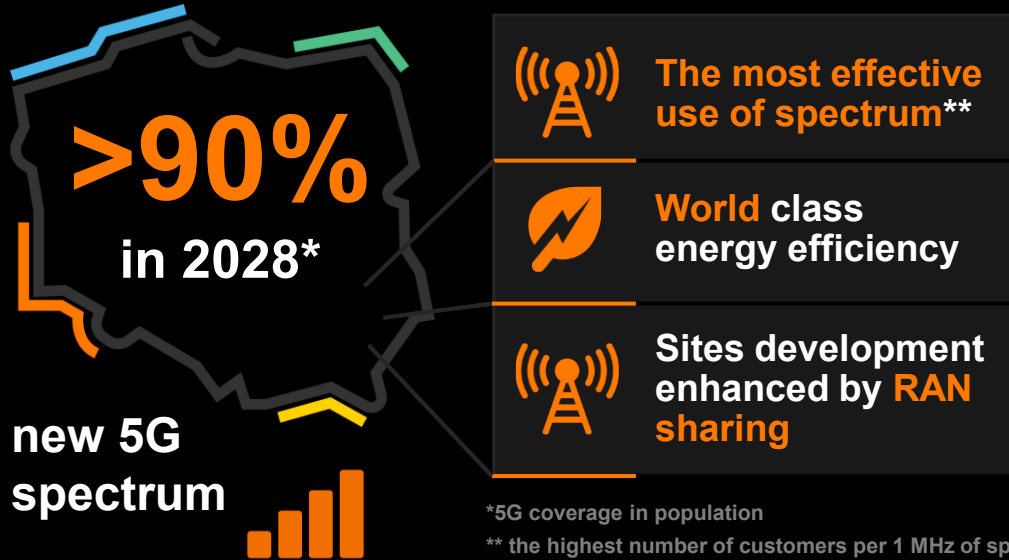 >90%
in 2028*
new 5G
spectrum
The most effective
use of spectrum**
World class
energy efficiency
Sites development
enhanced by RAN
sharing
*5G coverage in population
** the highest number of customers per 1 MHz of